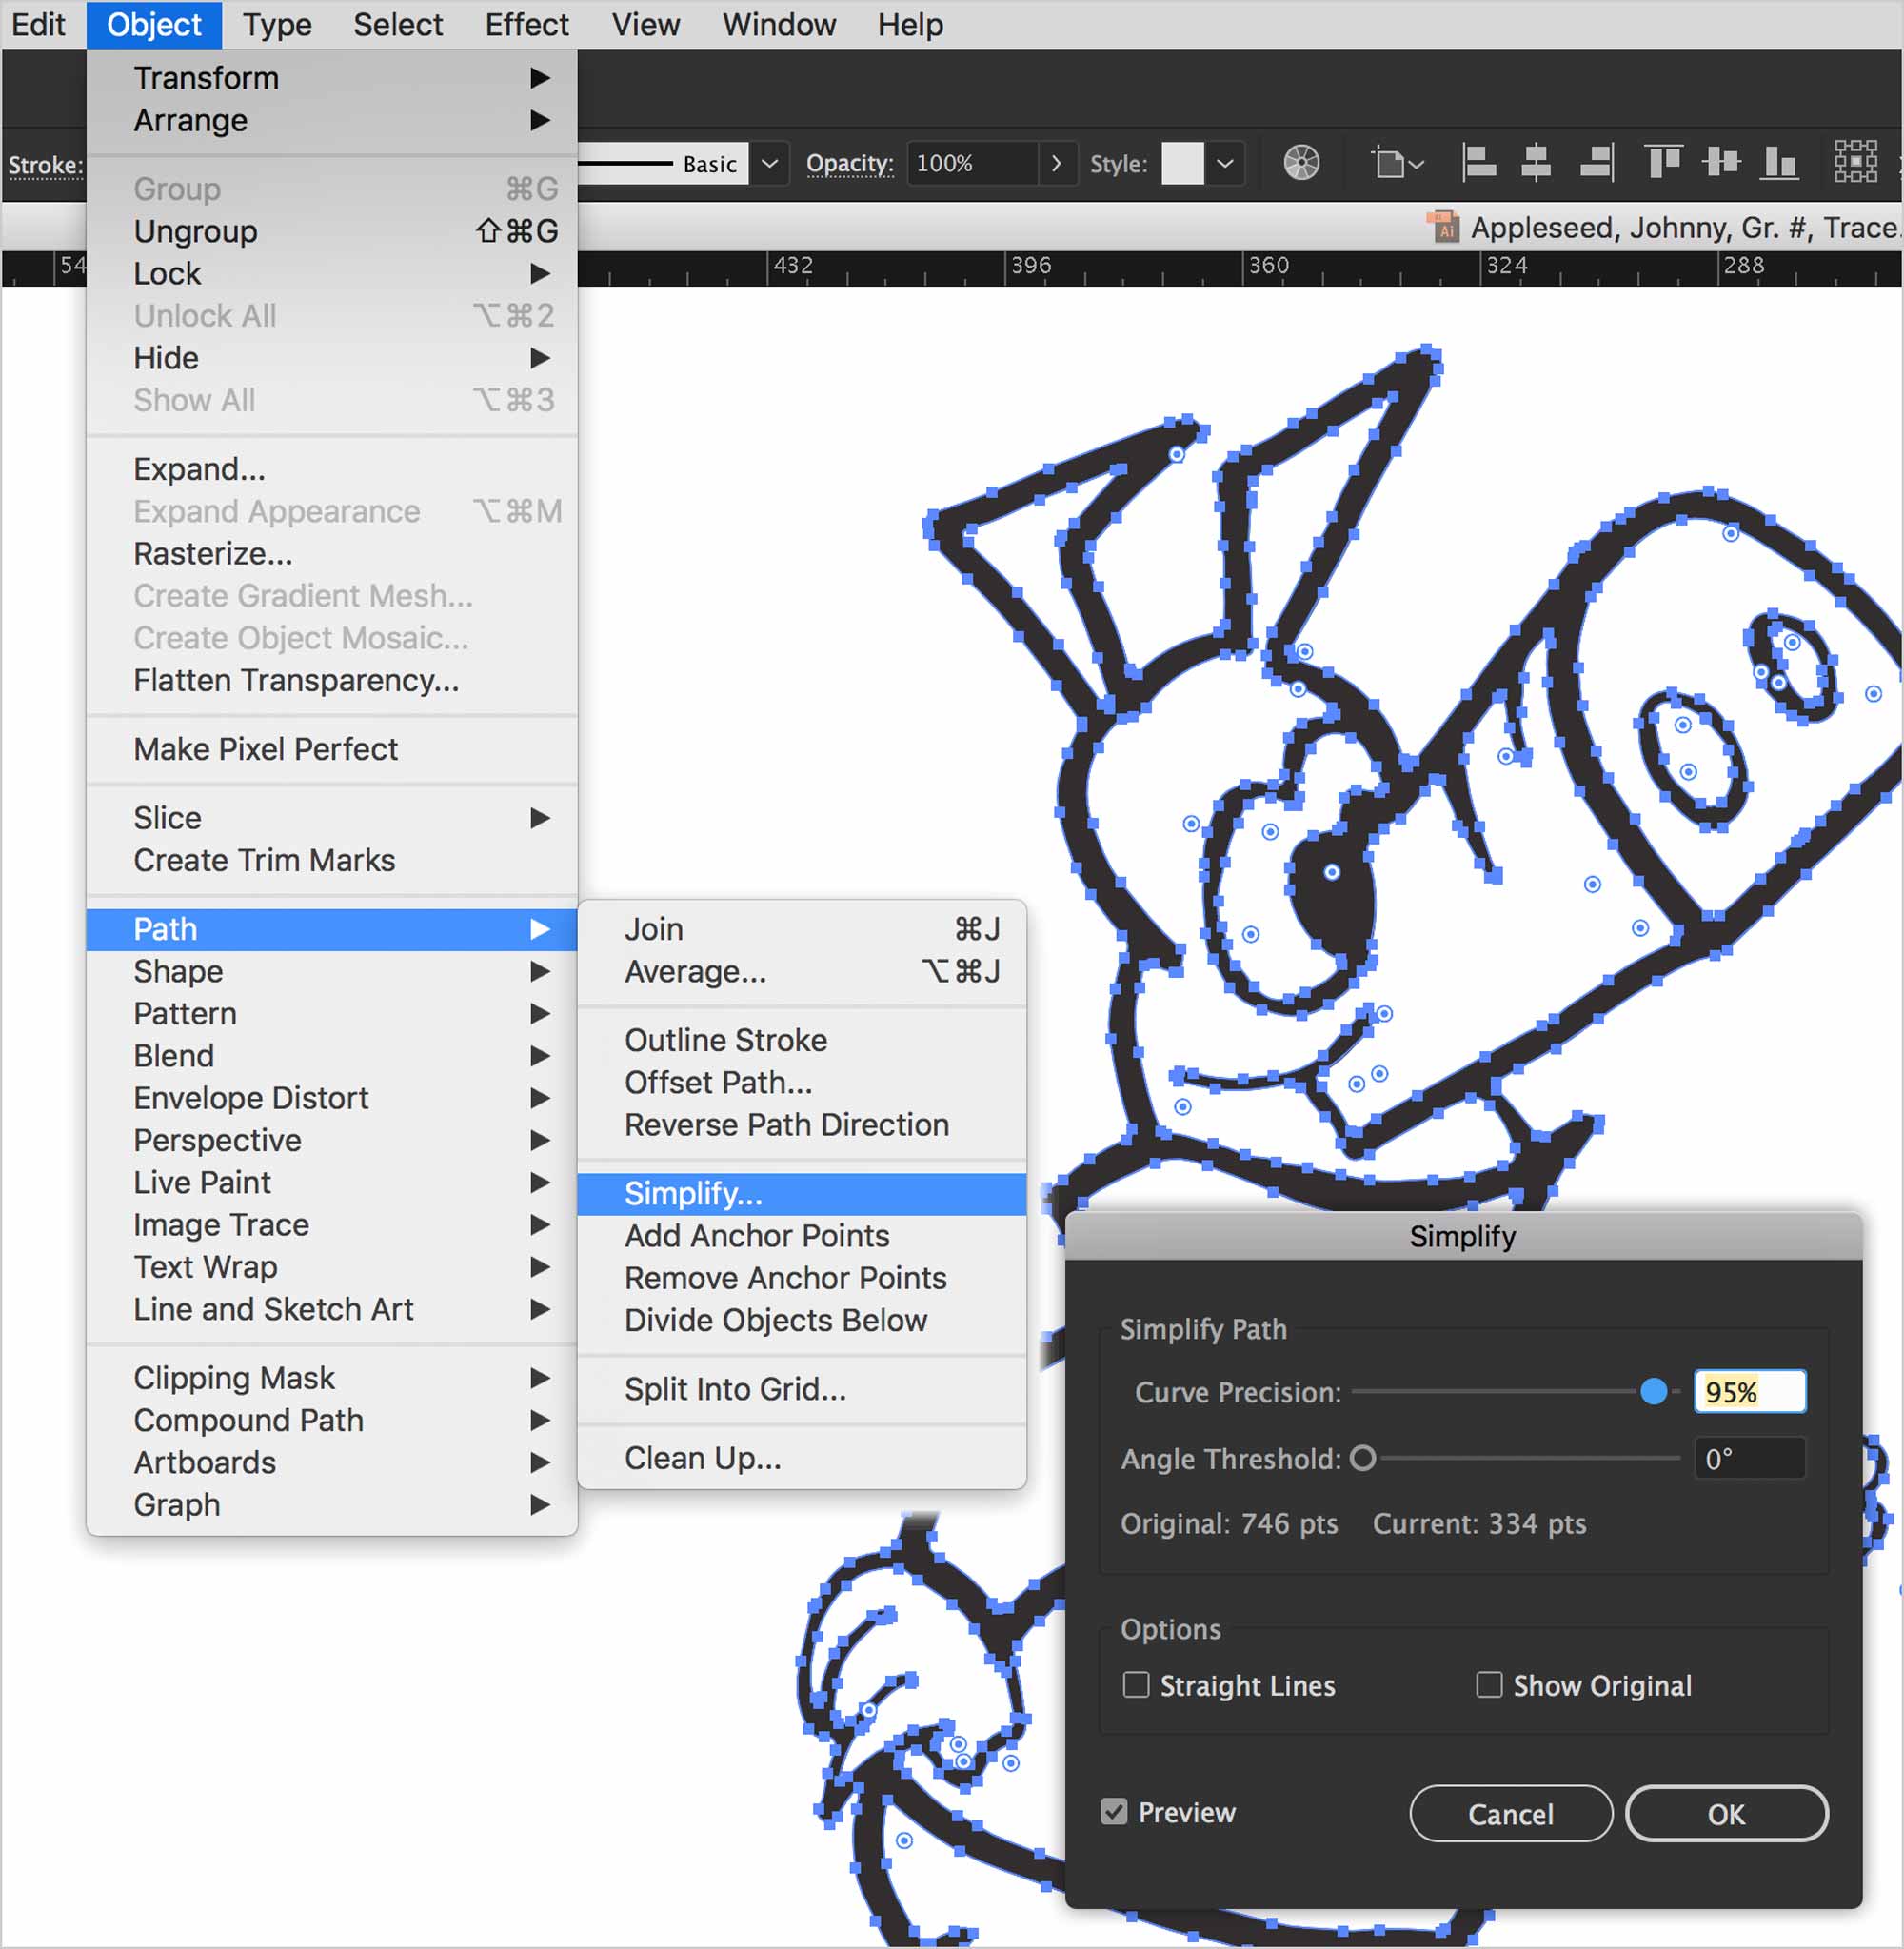 Edit Object Type Select Effect View Window Help
Stroke: Basic Opacity: 100% Style:
Appleseed, Johnny, Gr. #, Trace.
54 432 396 360 324 288
Transform
Arrange
Group ⌘G
Ungroup ⇧⌘G
Lock
Unlock All ⌥⌘2
Hide
Show All ⌥⌘3
Expand...
Expand Appearance ⌥⌘M
Rasterize...
Create Gradient Mesh...
Create Object Mosaic...
Flatten Transparency...
Make Pixel Perfect
Slice
Create Trim Marks
Path
Shape
Pattern
Blend
Envelope Distort
Perspective
Live Paint
Image Trace
Text Wrap
Line and Sketch Art
Clipping Mask
Compound Path
Artboards
Graph
Join ⌘J
Average... ⌥⌘J
Outline Stroke
Offset Path...
Reverse Path Direction
Simplify...
Add Anchor Points
Remove Anchor Points
Divide Objects Below
Split Into Grid...
Clean Up...
Simplify
Simplify Path
Curve Precision: 95%
Angle Threshold: 0°
Original: 746 pts Current: 334 pts
Options
Straight Lines Show Original
Preview Cancel OK
Ai